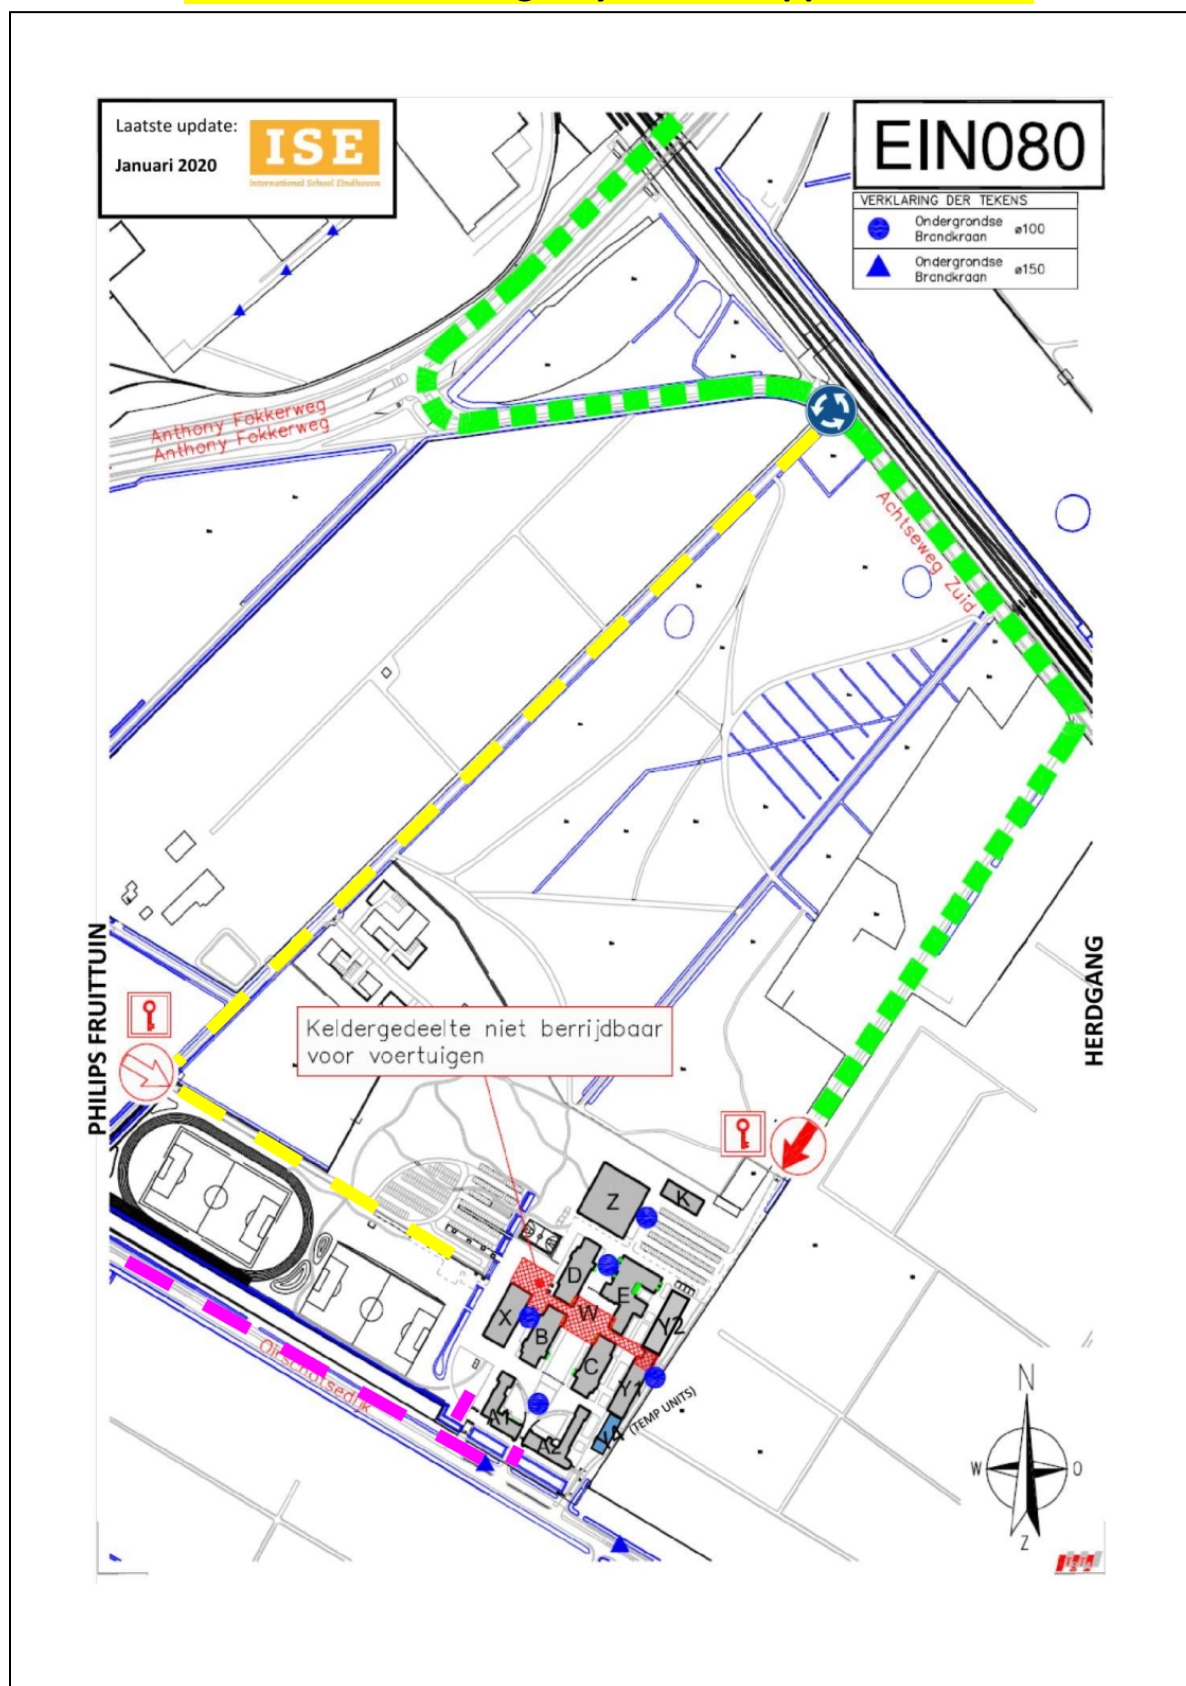 Laatste update:
Januari 2020
ISE
International School Eindhoven
EIN080
VERKLARING DER TEKENS
Ondergrondse
Brandkraan ø100
Ondergrondse
Brandkraan ø150
Anthony Fokkerweg
Anthony Fokkerweg
Achtseweg Zuid
PHILIPS FRUITTUIN
HERDGANG
Keldergedeelte niet berrijdbaar
voor voertuigen
Z
K
D
E
X
B
W
C
Y2
Y1
A1
A2
YA (TEMP UNITS)
Oirschotsedijk
N
W
O
Z